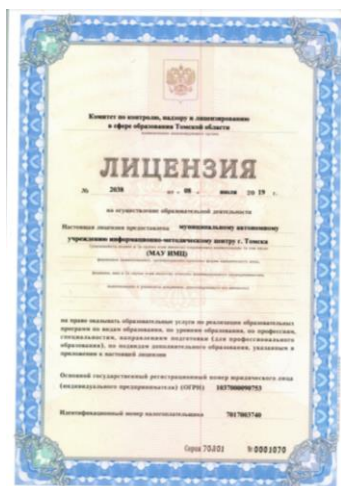 Комитет по контролю, надзору и лицензированию
в сфере образования Томской области
ЛИЦЕНЗИЯ
№ 2038 от « 08 » июля 2019 г.
на осуществление образовательной деятельности
Настоящая лицензия предоставлена муниципальному автономному
учреждению информационно-методическому центру г. Томска
(МАУ ИМЦ)
на право оказывать образовательные услуги по реализации образовательных
программ по видам образования, по уровням образования, по профессиям,
специальностям, направлениям подготовки (для профессионального
образования), по подвидам дополнительного образования, указанным в
приложении к настоящей лицензии
Основной государственный регистрационный номер юридического лица
(индивидуального предпринимателя) (ОГРН) 1037000090753
Идентификационный номер налогоплательщика 7017003740
Серия 70Л01 № 0001070